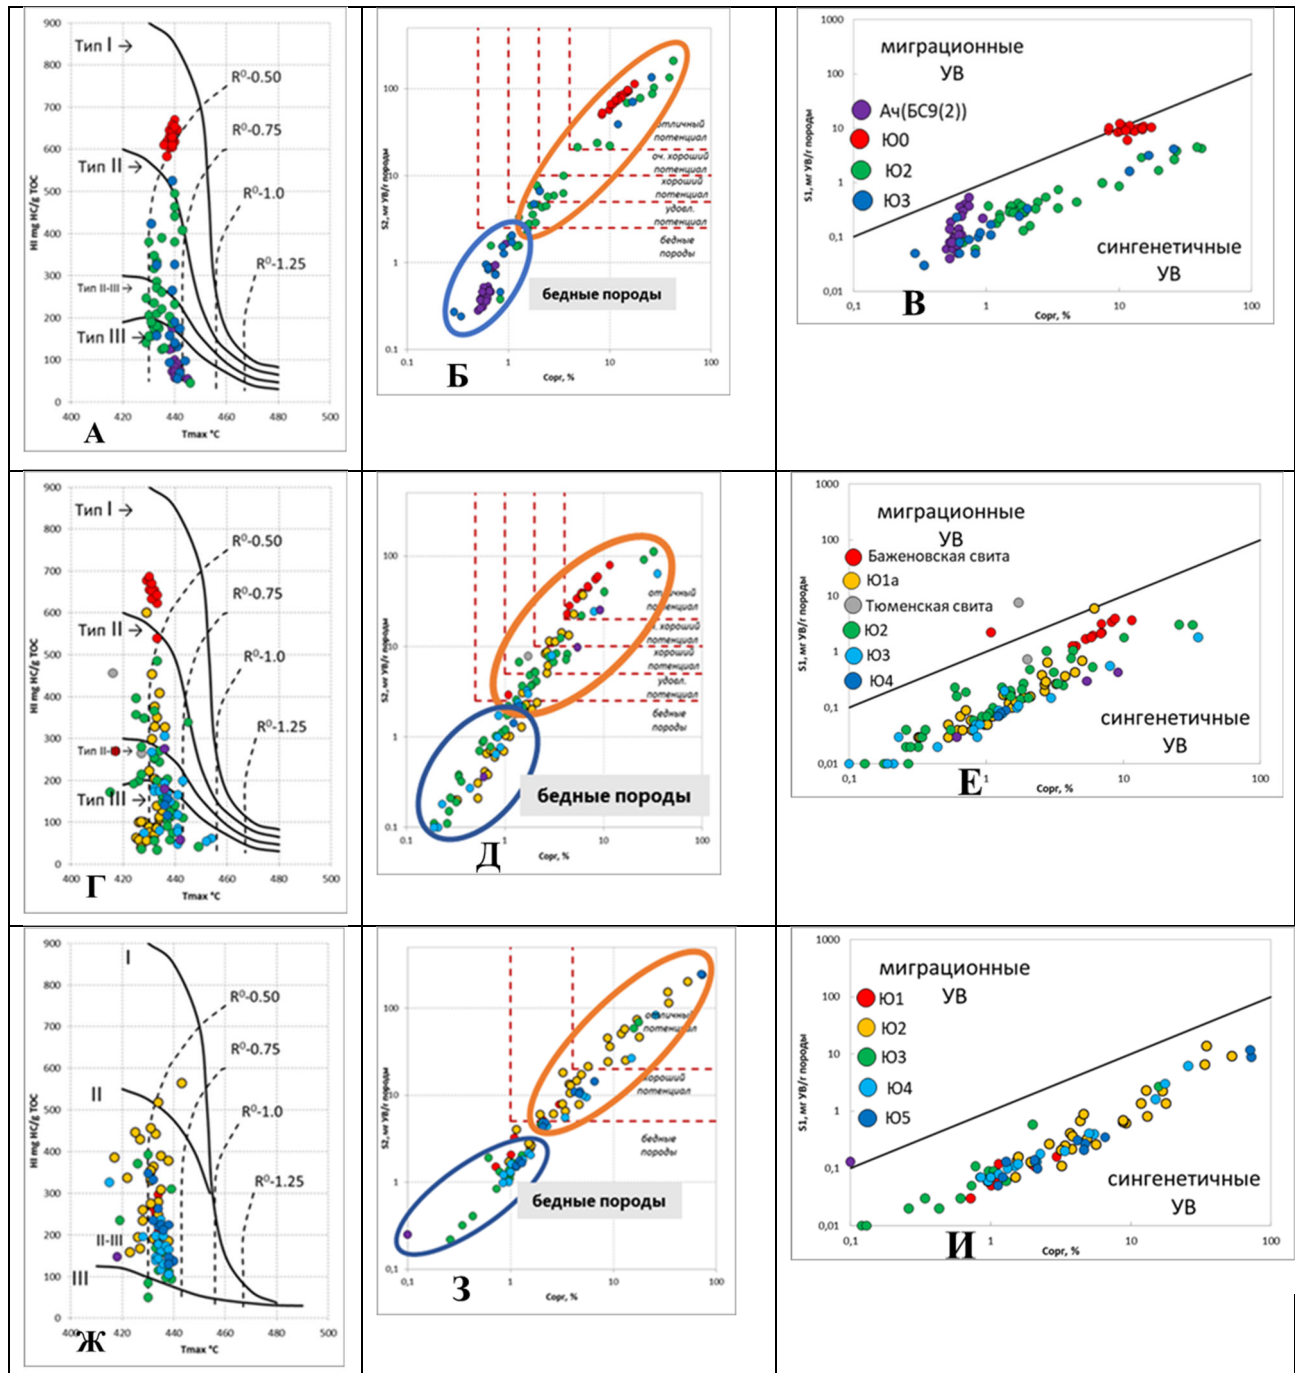 900
800
700
600
500
400
300
200
100
0
HI mg HC/g TOC
Тип I →
Тип II →
Тип II-III →
Тип III →
R⁰-0.50
R⁰-0.75
R⁰-1.0
R⁰-1.25
400 420 440 460 480 500
Tmax °C
А
100
10
1
0.1
S2, мг УВ/г породы
отличный
потенциал
оч. хороший
потенциал
хороший
потенциал
удовл.
потенциал
бедные
породы
бедные породы
0.1 1 10 100
Сорг, %
Б
1000
100
10
1
0,1
0,01
S1, мг УВ/г породы
миграционные
УВ
Ач(БС9(2))
Ю0
Ю2
Ю3
сингенетичные
УВ
0,1 1 10 100
Сорг, %
В
900
800
700
600
500
400
300
200
100
0
HI mg HC/g TOC
Тип I →
Тип II →
Тип II-III →
Тип III →
R⁰-0.50
R⁰-0.75
R⁰-1.0
R⁰-1.25
400 420 440 460 480 500
Tmax °C
Г
100
10
1
0.1
S2, мг УВ/г породы
отличный
потенциал
оч. хороший
потенциал
хороший
потенциал
удовл.
потенциал
бедные
породы
бедные породы
0.1 1 10 100
Сорг, %
Д
1000
100
10
1
0,1
0,01
S1, мг УВ/г породы
миграционные
УВ
Баженовская свита
Ю1а
Тюменская свита
Ю2
Ю3
Ю4
сингенетичные
УВ
0,1 1 10 100
Сорг, %
Е
900
800
700
600
500
400
300
200
100
0
HI mg HC/g TOC
I
II
II-III
III
R⁰-0.50
R⁰-0.75
R⁰-1.0
R⁰-1.25
400 420 440 460 480 500
Tmax °C
Ж
100
10
1
0,1
S2, мг УВ/г породы
отличный
потенциал
хороший
потенциал
бедные
породы
бедные породы
0,1 1 10 100
Сорг, %
З
1000
100
10
1
0,1
0,01
S1, мг УВ/г породы
миграционные
УВ
Ю1
Ю2
Ю3
Ю4
Ю5
сингенетичные
УВ
0,1 1 10 100
Сорг, %
И